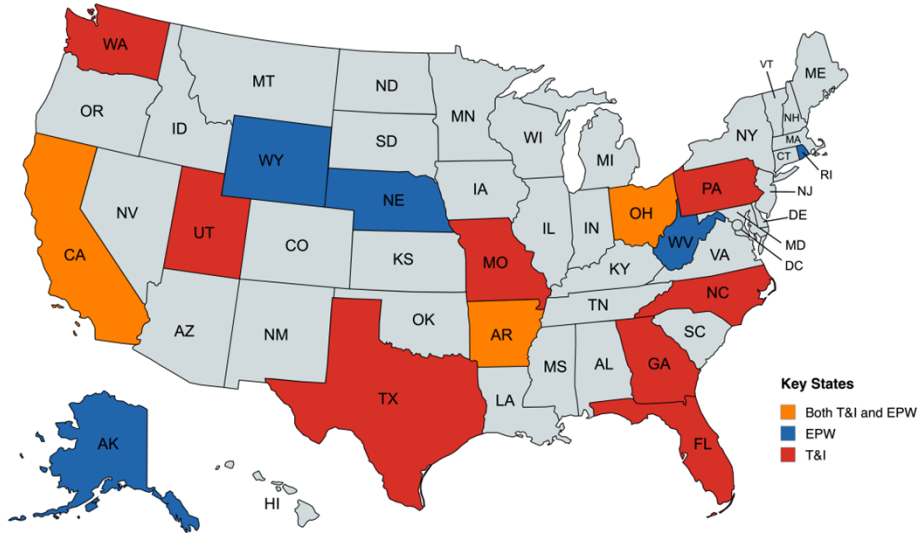 WA
MT
ND
MN
VT
ME
OR
ID
SD
WI
MI
NY
NH
MA
CT
RI
WY
IA
PA
NJ
NE
OH
DE
NV
UT
CO
IL
IN
WV
MD
CA
KS
MO
KY
VA
DC
NC
TN
AZ
NM
OK
AR
SC
MS
AL
GA
TX
LA
FL
AK
HI
Key States
Both T&I and EPW
EPW
T&I